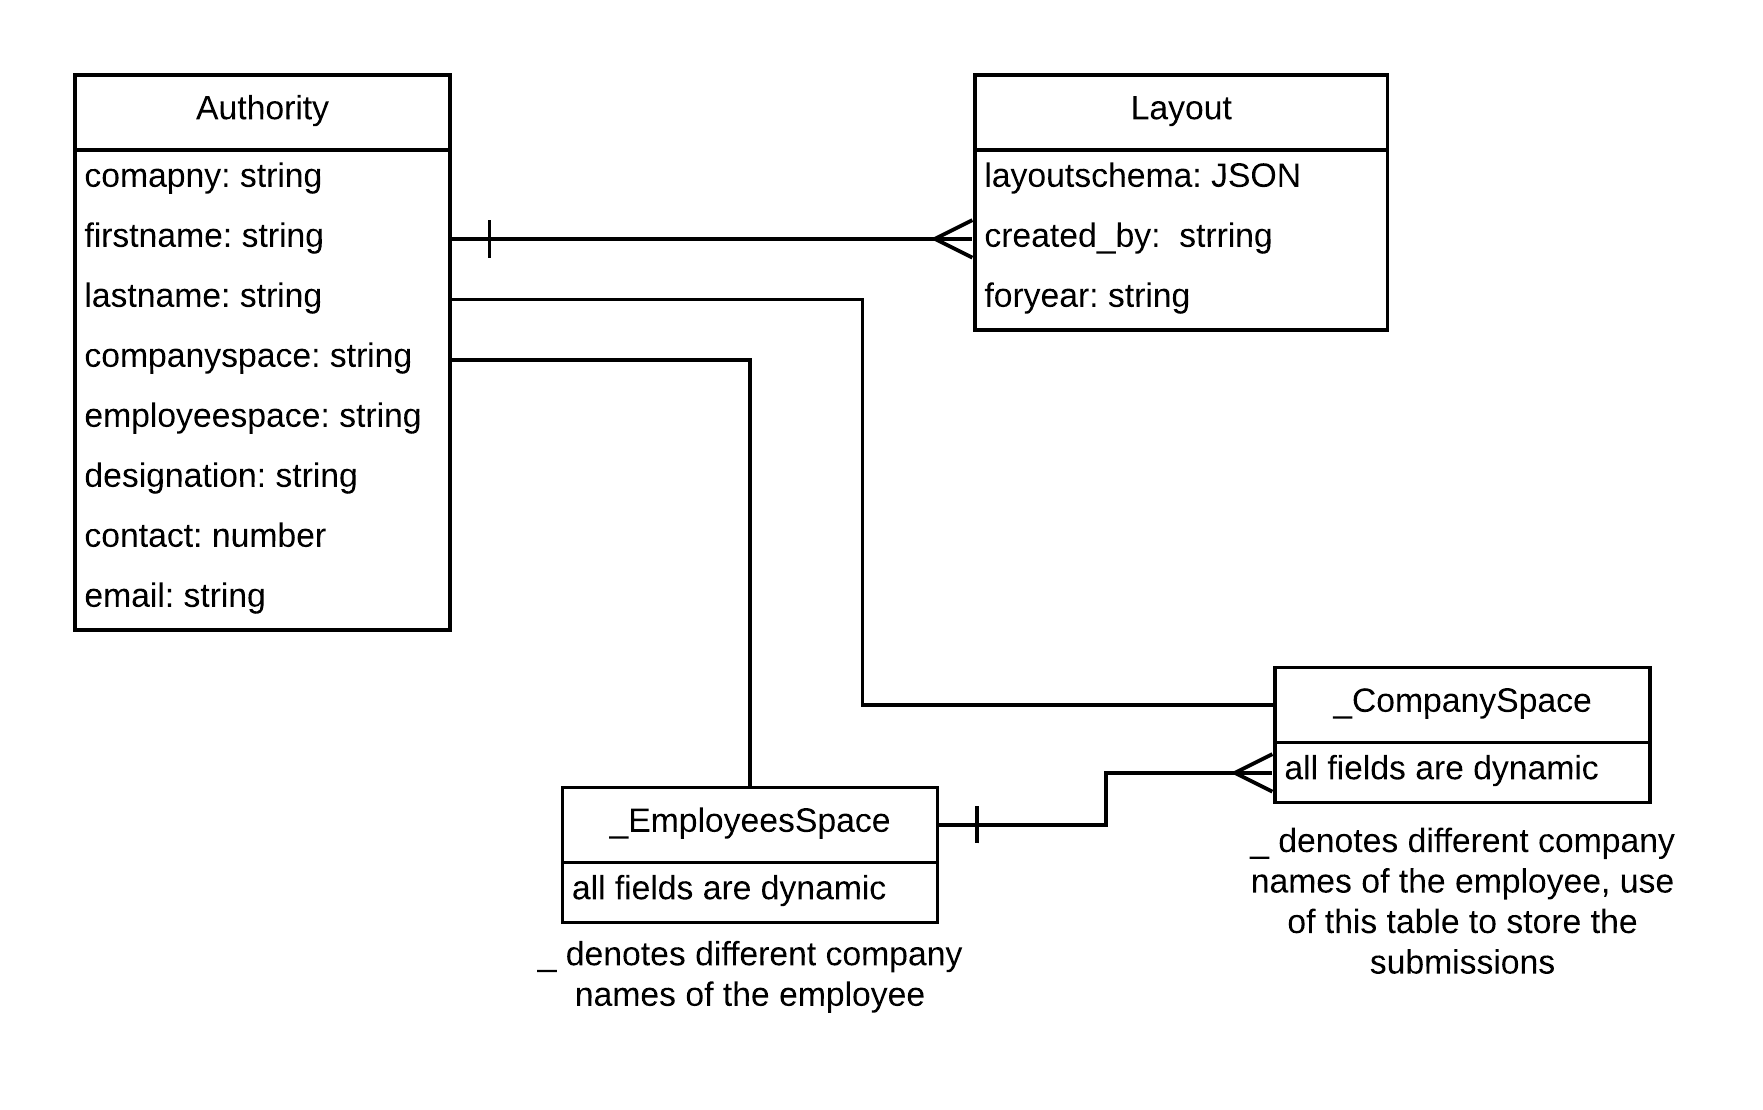 Authority
comapny: string
firstname: string
lastname: string
companyspace: string
employeespace: string
designation: string
contact: number
email: string
Layout
layoutschema: JSON
created_by:  strring
foryear: string
_EmployeesSpace
all fields are dynamic
_ denotes different company
names of the employee
_CompanySpace
all fields are dynamic
_ denotes different company
names of the employee, use
of this table to store the
submissions